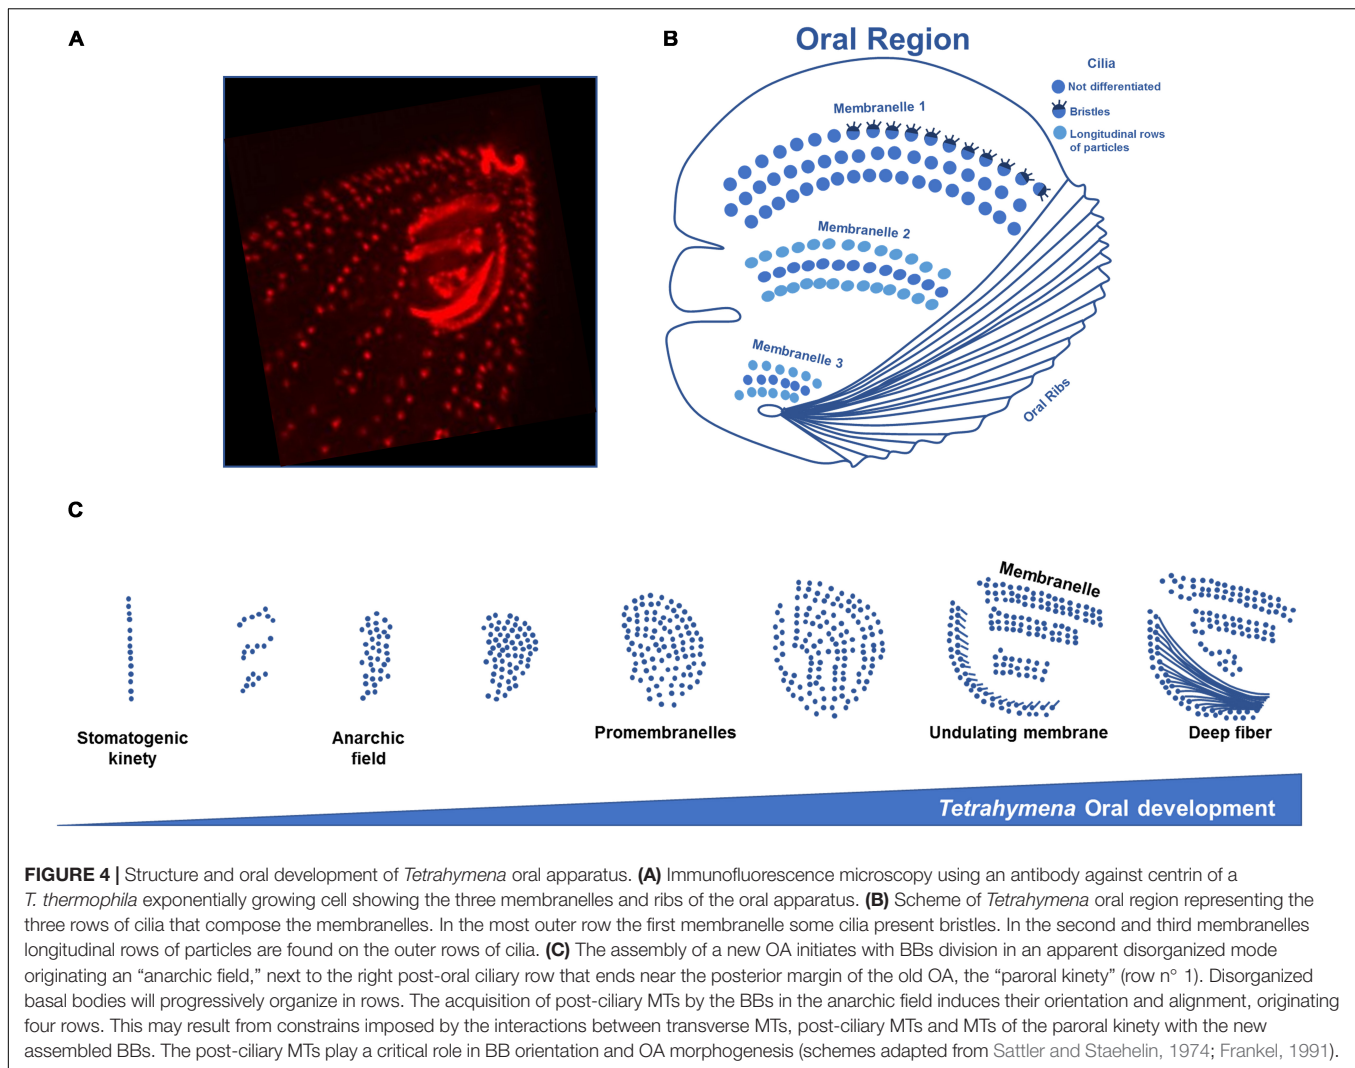 A
B
Oral Region
Cilia
Not differentiated
Bristles
Longitudinal rows
of particles
Membranelle 1
Membranelle 2
Membranelle 3
Oral Ribs
C
Membranelle
Stomatogenic
kinety
Anarchic
field
Promembranelles
Undulating membrane
Deep fiber
Tetrahymena Oral development
FIGURE 4 | Structure and oral development of Tetrahymena oral apparatus. (A) Immunofluorescence microscopy using an antibody against centrin of a
T. thermophila exponentially growing cell showing the three membranelles and ribs of the oral apparatus. (B) Scheme of Tetrahymena oral region representing the
three rows of cilia that compose the membranelles. In the most outer row the first membrenelle some cilia present bristles. In the second and third membranelles
longitudinal rows of particles are found on the outer rows of cilia. (C) The assembly of a new OA initiates with BBs division in an apparent disorganized mode
originating an “anarchic field,” next to the right post-oral ciliary row that ends near the posterior margin of the old OA, the “paroral kinety” (row n° 1). Disorganized
basal bodies will progressively organize in rows. The acquisition of post-ciliary MTs by the BBs in the anarchic field induces their orientation and alignment, originating
four rows. This may result from constrains imposed by the interactions between transverse MTs, post-ciliary MTs and MTs of the paroral kinety with the new
assembled BBs. The post-ciliary MTs play a critical role in BB orientation and OA morphogenesis (schemes adapted from Sattler and Staehelin, 1974; Frankel, 1991).